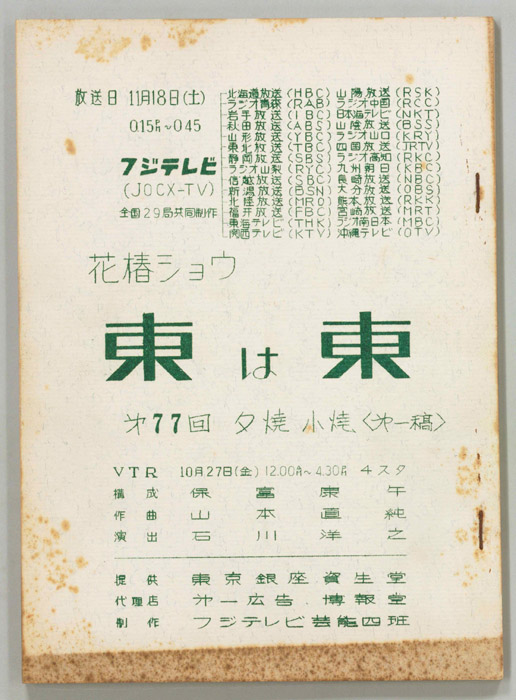 放送日 11月18日(土)
0.15㏘~0.45
フジテレビ
(JOCX-TV)
全国29局共同制作
北海道放送(HBC) 山陽放送(RSK)
ラジオ青森(RAB) ラジオ中国(RCC)
岩手放送(IBC) 日本海テレビ(NKT)
秋田放送(ABS) 山陰放送(BSS)
山形放送(YBC) ラジオ山口(KRY)
東北放送(TBC) 四国放送(JRTV)
静岡放送(SBS) ラジオ高知(RKC)
ラジオ山梨(RYC) 九州朝日(KBC)
信越放送(SBC) 長崎放送(NBC)
新潟放送(BSN) 大分放送(OBS)
北陸放送(MRO) 熊本放送(RKK)
福井放送(FBC) 宮崎放送(MRT)
東海テレビ(THK) ラジオ南日本(MBC)
関西テレビ(KTV) 沖縄テレビ(OTV)
花椿ショウ
東は東
才77回 夕焼小焼〈才一稿〉
VTR 10月27日(金) 12.00㏂~4.30㏘ 4スタ
構成 保富康午
作曲 山本直純
演出 石川洋之
提供 東京銀座資生堂
代理店 才一広告.博報堂
制作 フジテレビ芸能四班